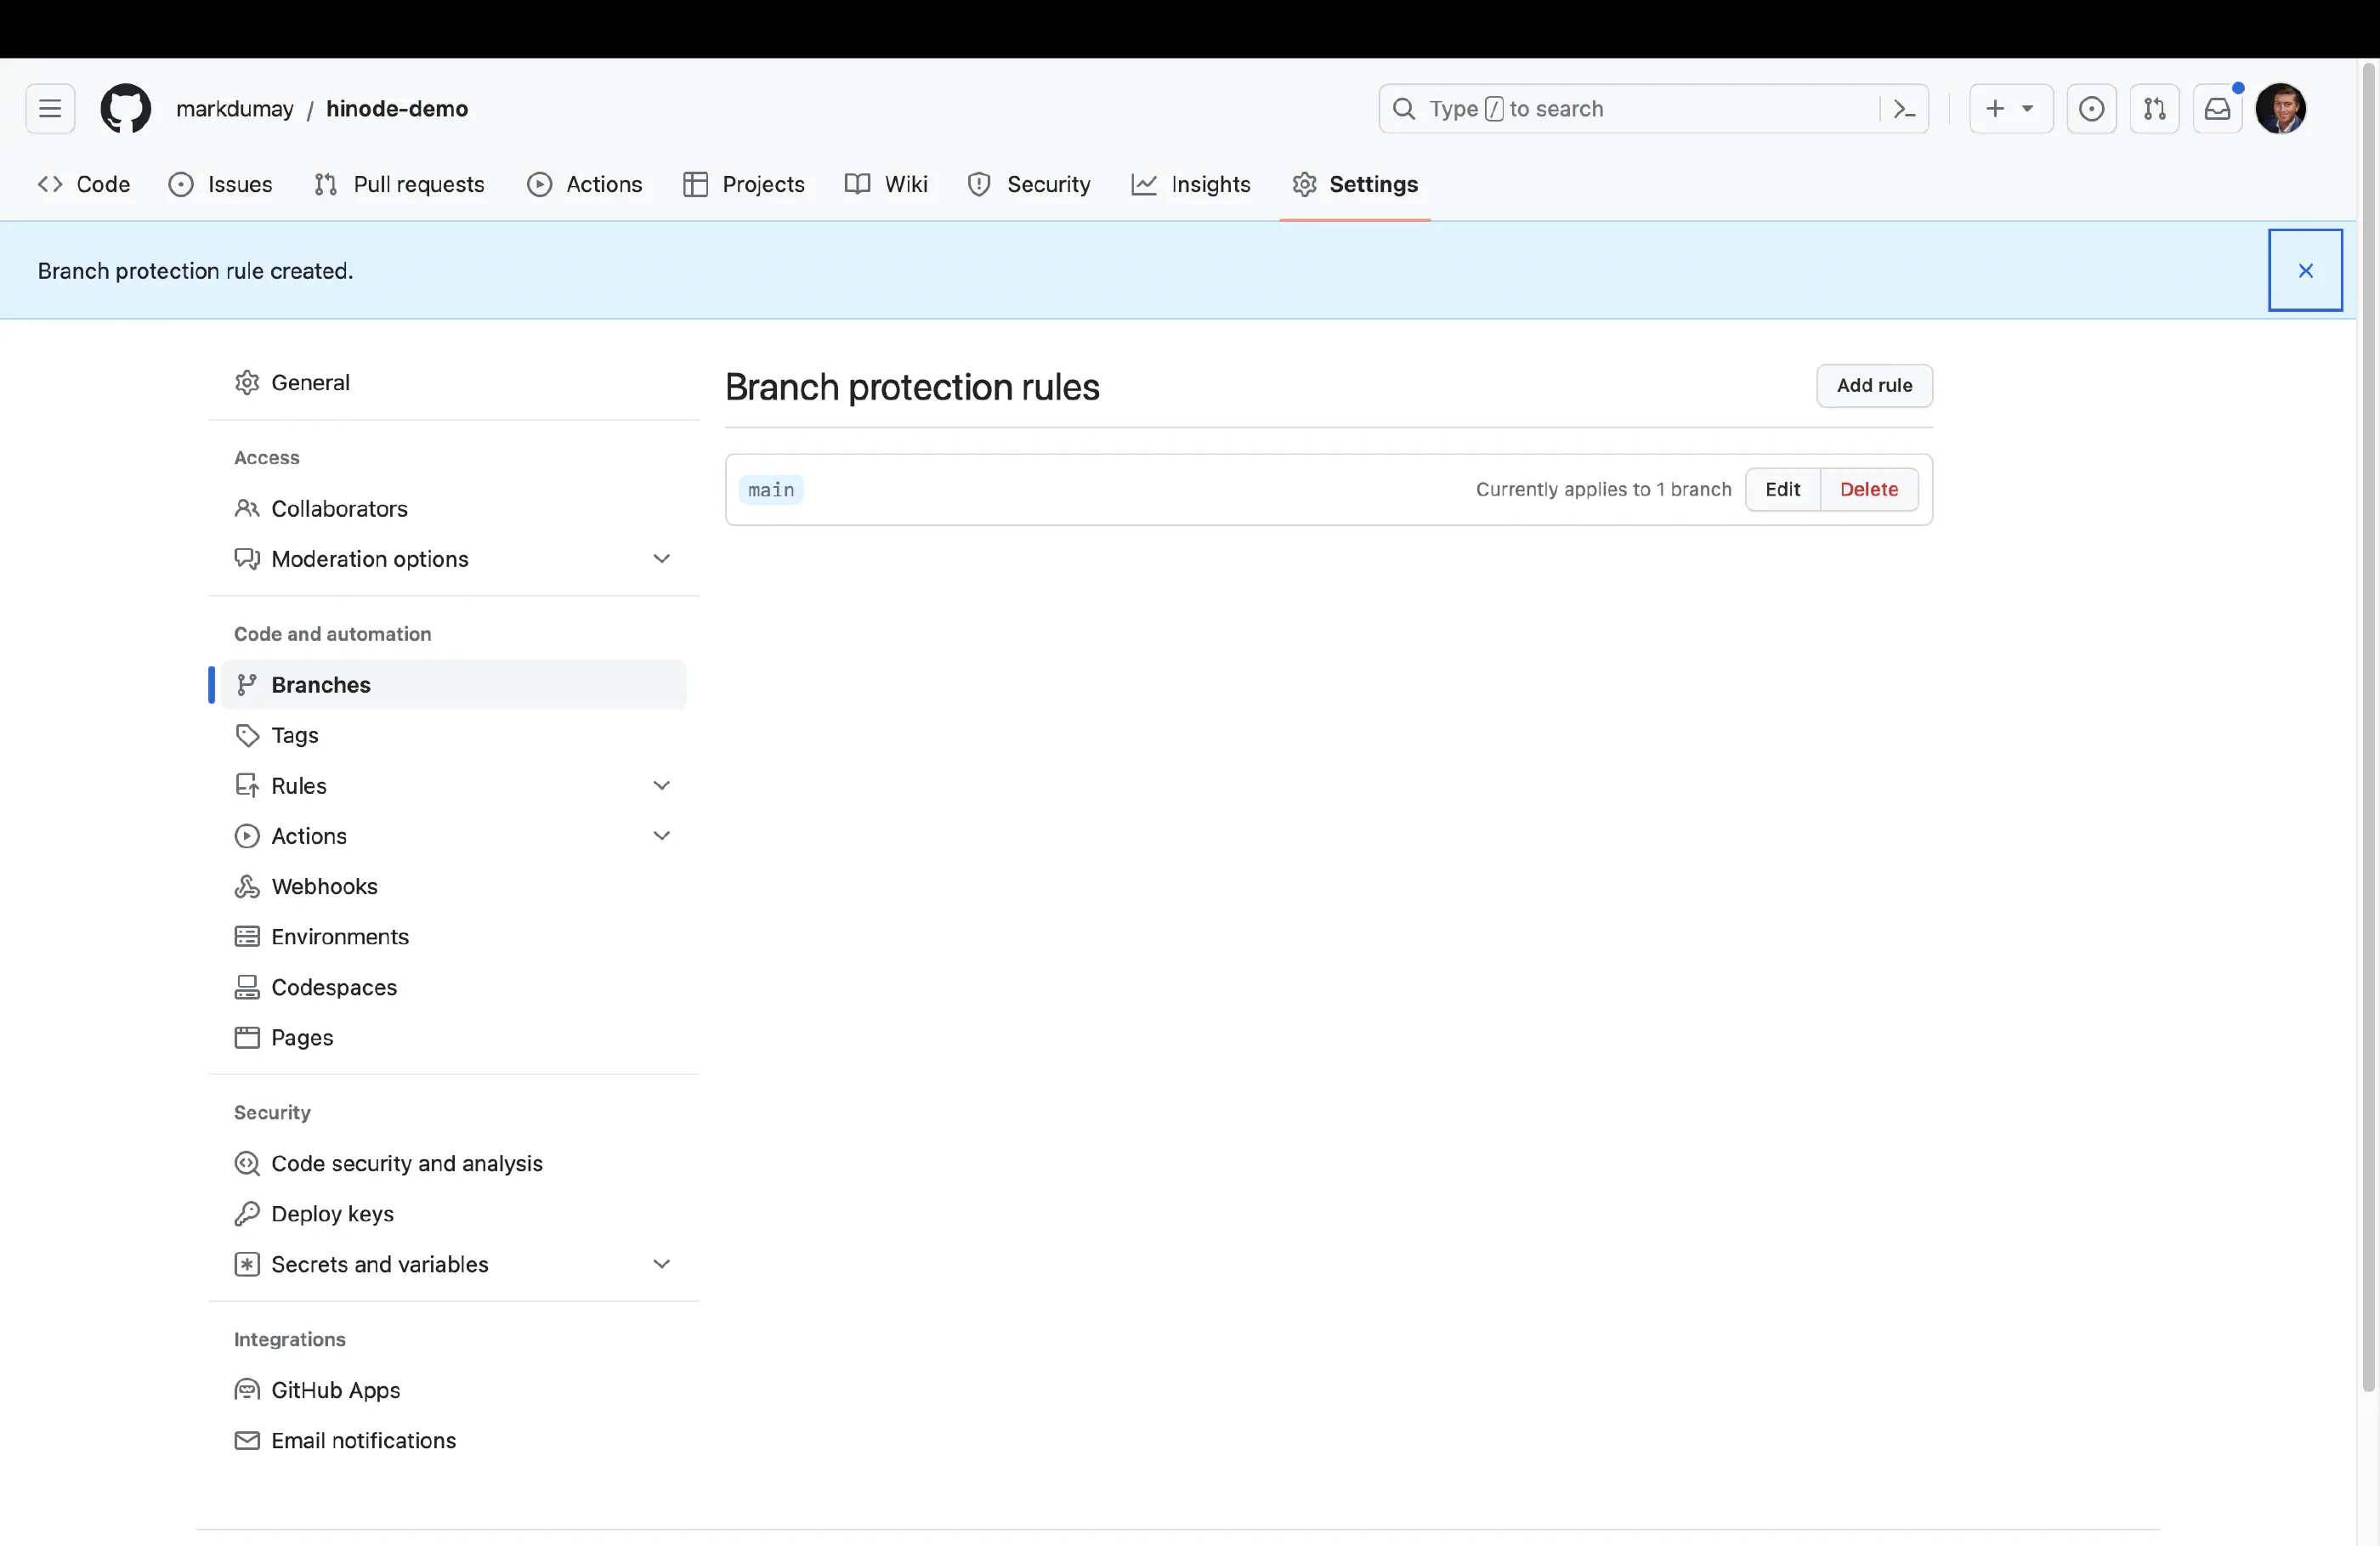 markdumay / hinode-demo
Type / to search
Code Issues Pull requests Actions Projects Wiki Security Insights Settings
Branch protection rule created.
General
Access
Collaborators
Moderation options
Code and automation
Branches
Tags
Rules
Actions
Webhooks
Environments
Codespaces
Pages
Security
Code security and analysis
Deploy keys
Secrets and variables
Integrations
GitHub Apps
Email notifications
Branch protection rules
Add rule
main Currently applies to 1 branch Edit Delete